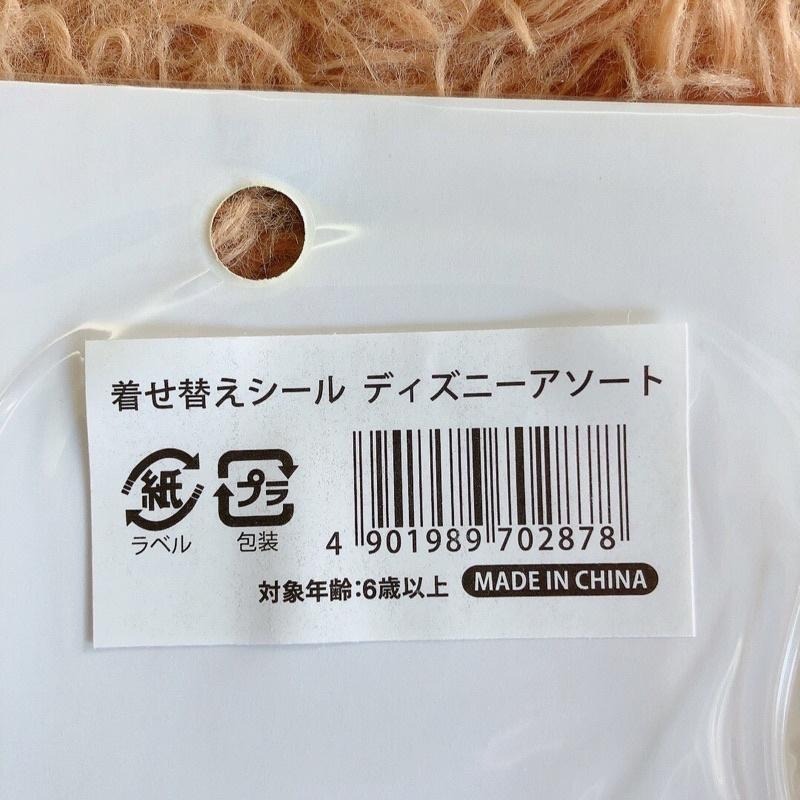 着せ替えシール ディズニーアソート
紙 プラ
ラベル 包装
4 901989 702878
対象年齢:6歳以上 MADE IN CHINA